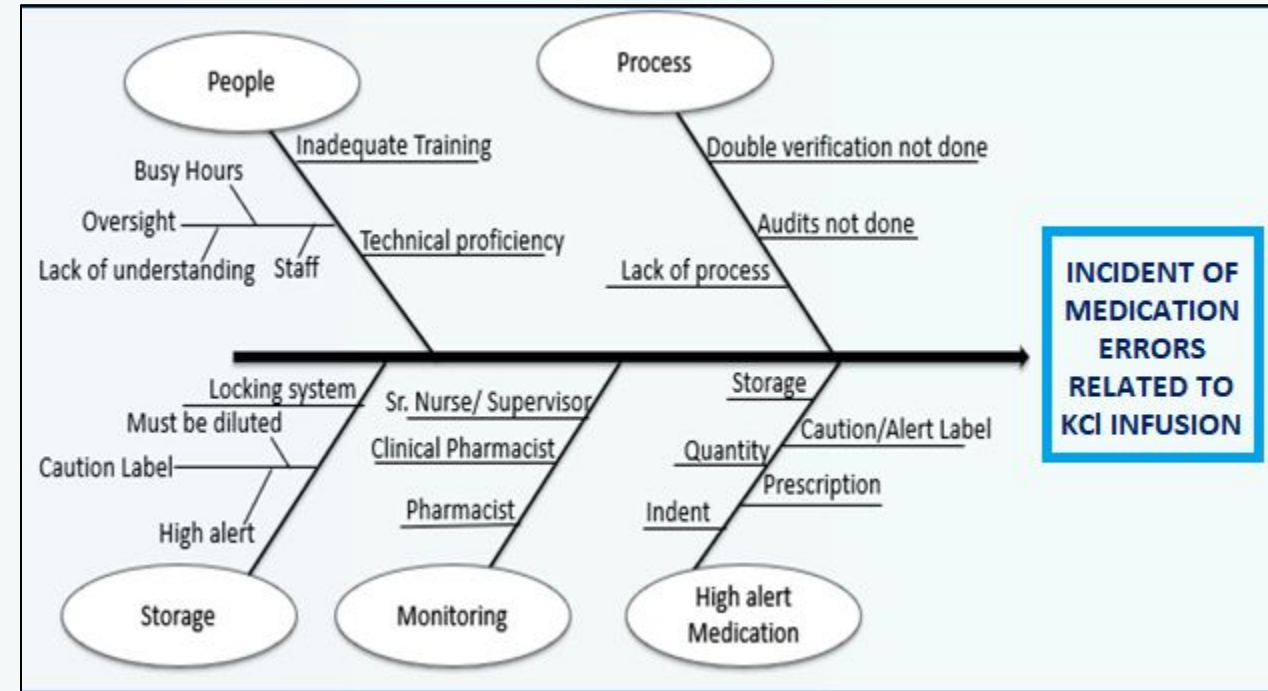 People
Process
Inadequate Training
Double verification not done
Busy Hours
Oversight
Audits not done
Technical proficiency
Lack of understanding
Staff
Lack of process
INCIDENT OF
MEDICATION
ERRORS
RELATED TO
KCl INFUSION
Locking system
Must be diluted
Caution Label
High alert
Sr. Nurse/ Supervisor
Clinical Pharmacist
Pharmacist
Storage
Caution/Alert Label
Quantity
Prescription
Indent
Storage
Monitoring
High alert
Medication